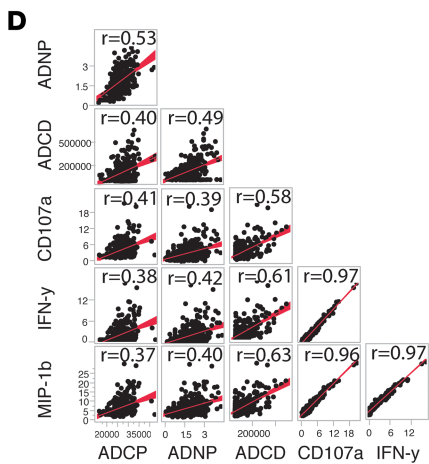 D
r=0.53
ADNP
3
1.5
0
r=0.40 r=0.49
ADCD
500000
200000
r=0.41 r=0.39 r=0.58
CD107a
18
12
6
0
r=0.38 r=0.42 r=0.61 r=0.97
IFN-y
12
6
0
r=0.37 r=0.40 r=0.63 r=0.96 r=0.97
MIP-1b
25
20
15
10
5
0
20000 35000 0 1.5 3 200000 0 6 12 18 0 6 12
ADCP ADNP ADCD CD107a IFN-y